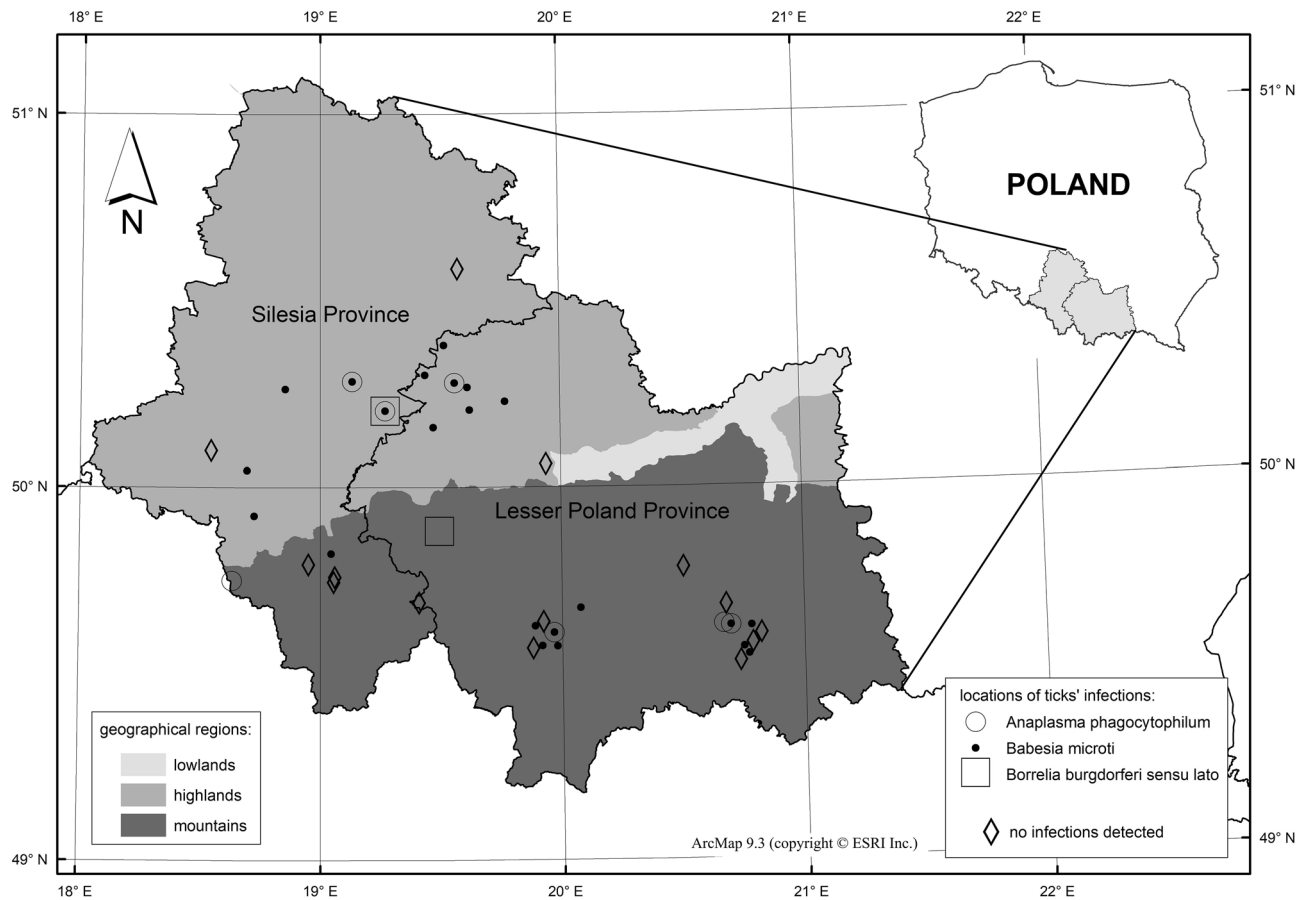 18° E
19° E
20° E
21° E
22° E
51° N
51° N
N
POLAND
Silesia Province
50° N
50° N
Lesser Poland Province
geographical regions:
lowlands
highlands
mountains
locations of ticks' infections:
Anaplasma phagocytophilum
Babesia microti
Borrelia burgdorferi sensu lato
no infections detected
ArcMap 9.3 (copyright © ESRI Inc.)
49° N
49° N
18° E
19° E
20° E
21° E
22° E